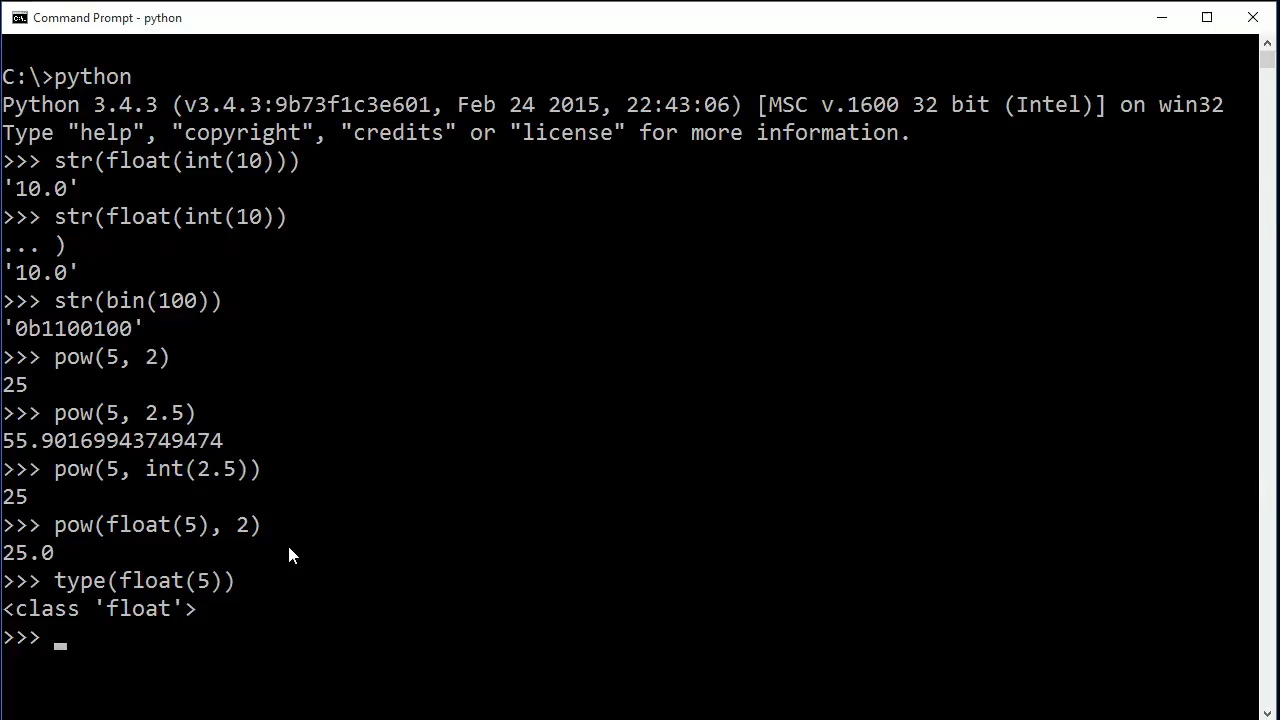 Command Prompt - python
C:\>python
Python 3.4.3 (v3.4.3:9b73f1c3e601, Feb 24 2015, 22:43:06) [MSC v.1600 32 bit (Intel)] on win32
Type "help", "copyright", "credits" or "license" for more information.
>>> str(float(int(10)))
'10.0'
>>> str(float(int(10))
... )
'10.0'
>>> str(bin(100))
'0b1100100'
>>> pow(5, 2)
25
>>> pow(5, 2.5)
55.90169943749474
>>> pow(5, int(2.5))
25
>>> pow(float(5), 2)
25.0
>>> type(float(5))
<class 'float'>
>>>